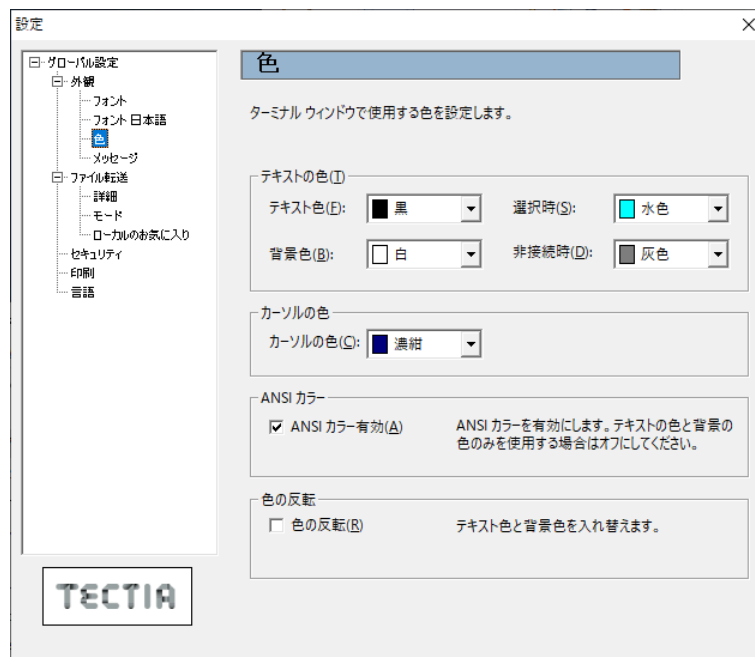 設定
グローバル設定
外観
フォント
フォント 日本語
色
メッセージ
ファイル転送
詳細
モード
ローカルのお気に入り
セキュリティ
印刷
言語
TECTIA
色
ターミナル ウィンドウで使用する色を設定します。
テキストの色(T)
テキスト色(F): 黒 選択時(S): 水色
背景色(B): 白 非接続時(D): 灰色
カーソルの色
カーソルの色(C): 濃紺
ANSI カラー
ANSI カラー有効(A)
ANSI カラーを有効にします。テキストの色と背景の
色のみを使用する場合はオフにしてください。
色の反転
色の反転(R) テキスト色と背景色を入れ替えます。